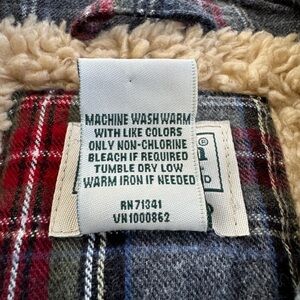 MACHINE WASH WARM
WITH LIKE COLORS
ONLY NON-CHLORINE
BLEACH IF REQUIRED
TUMBLE DRY LOW
WARM IRON IF NEEDED
RN 71341
VN1000862